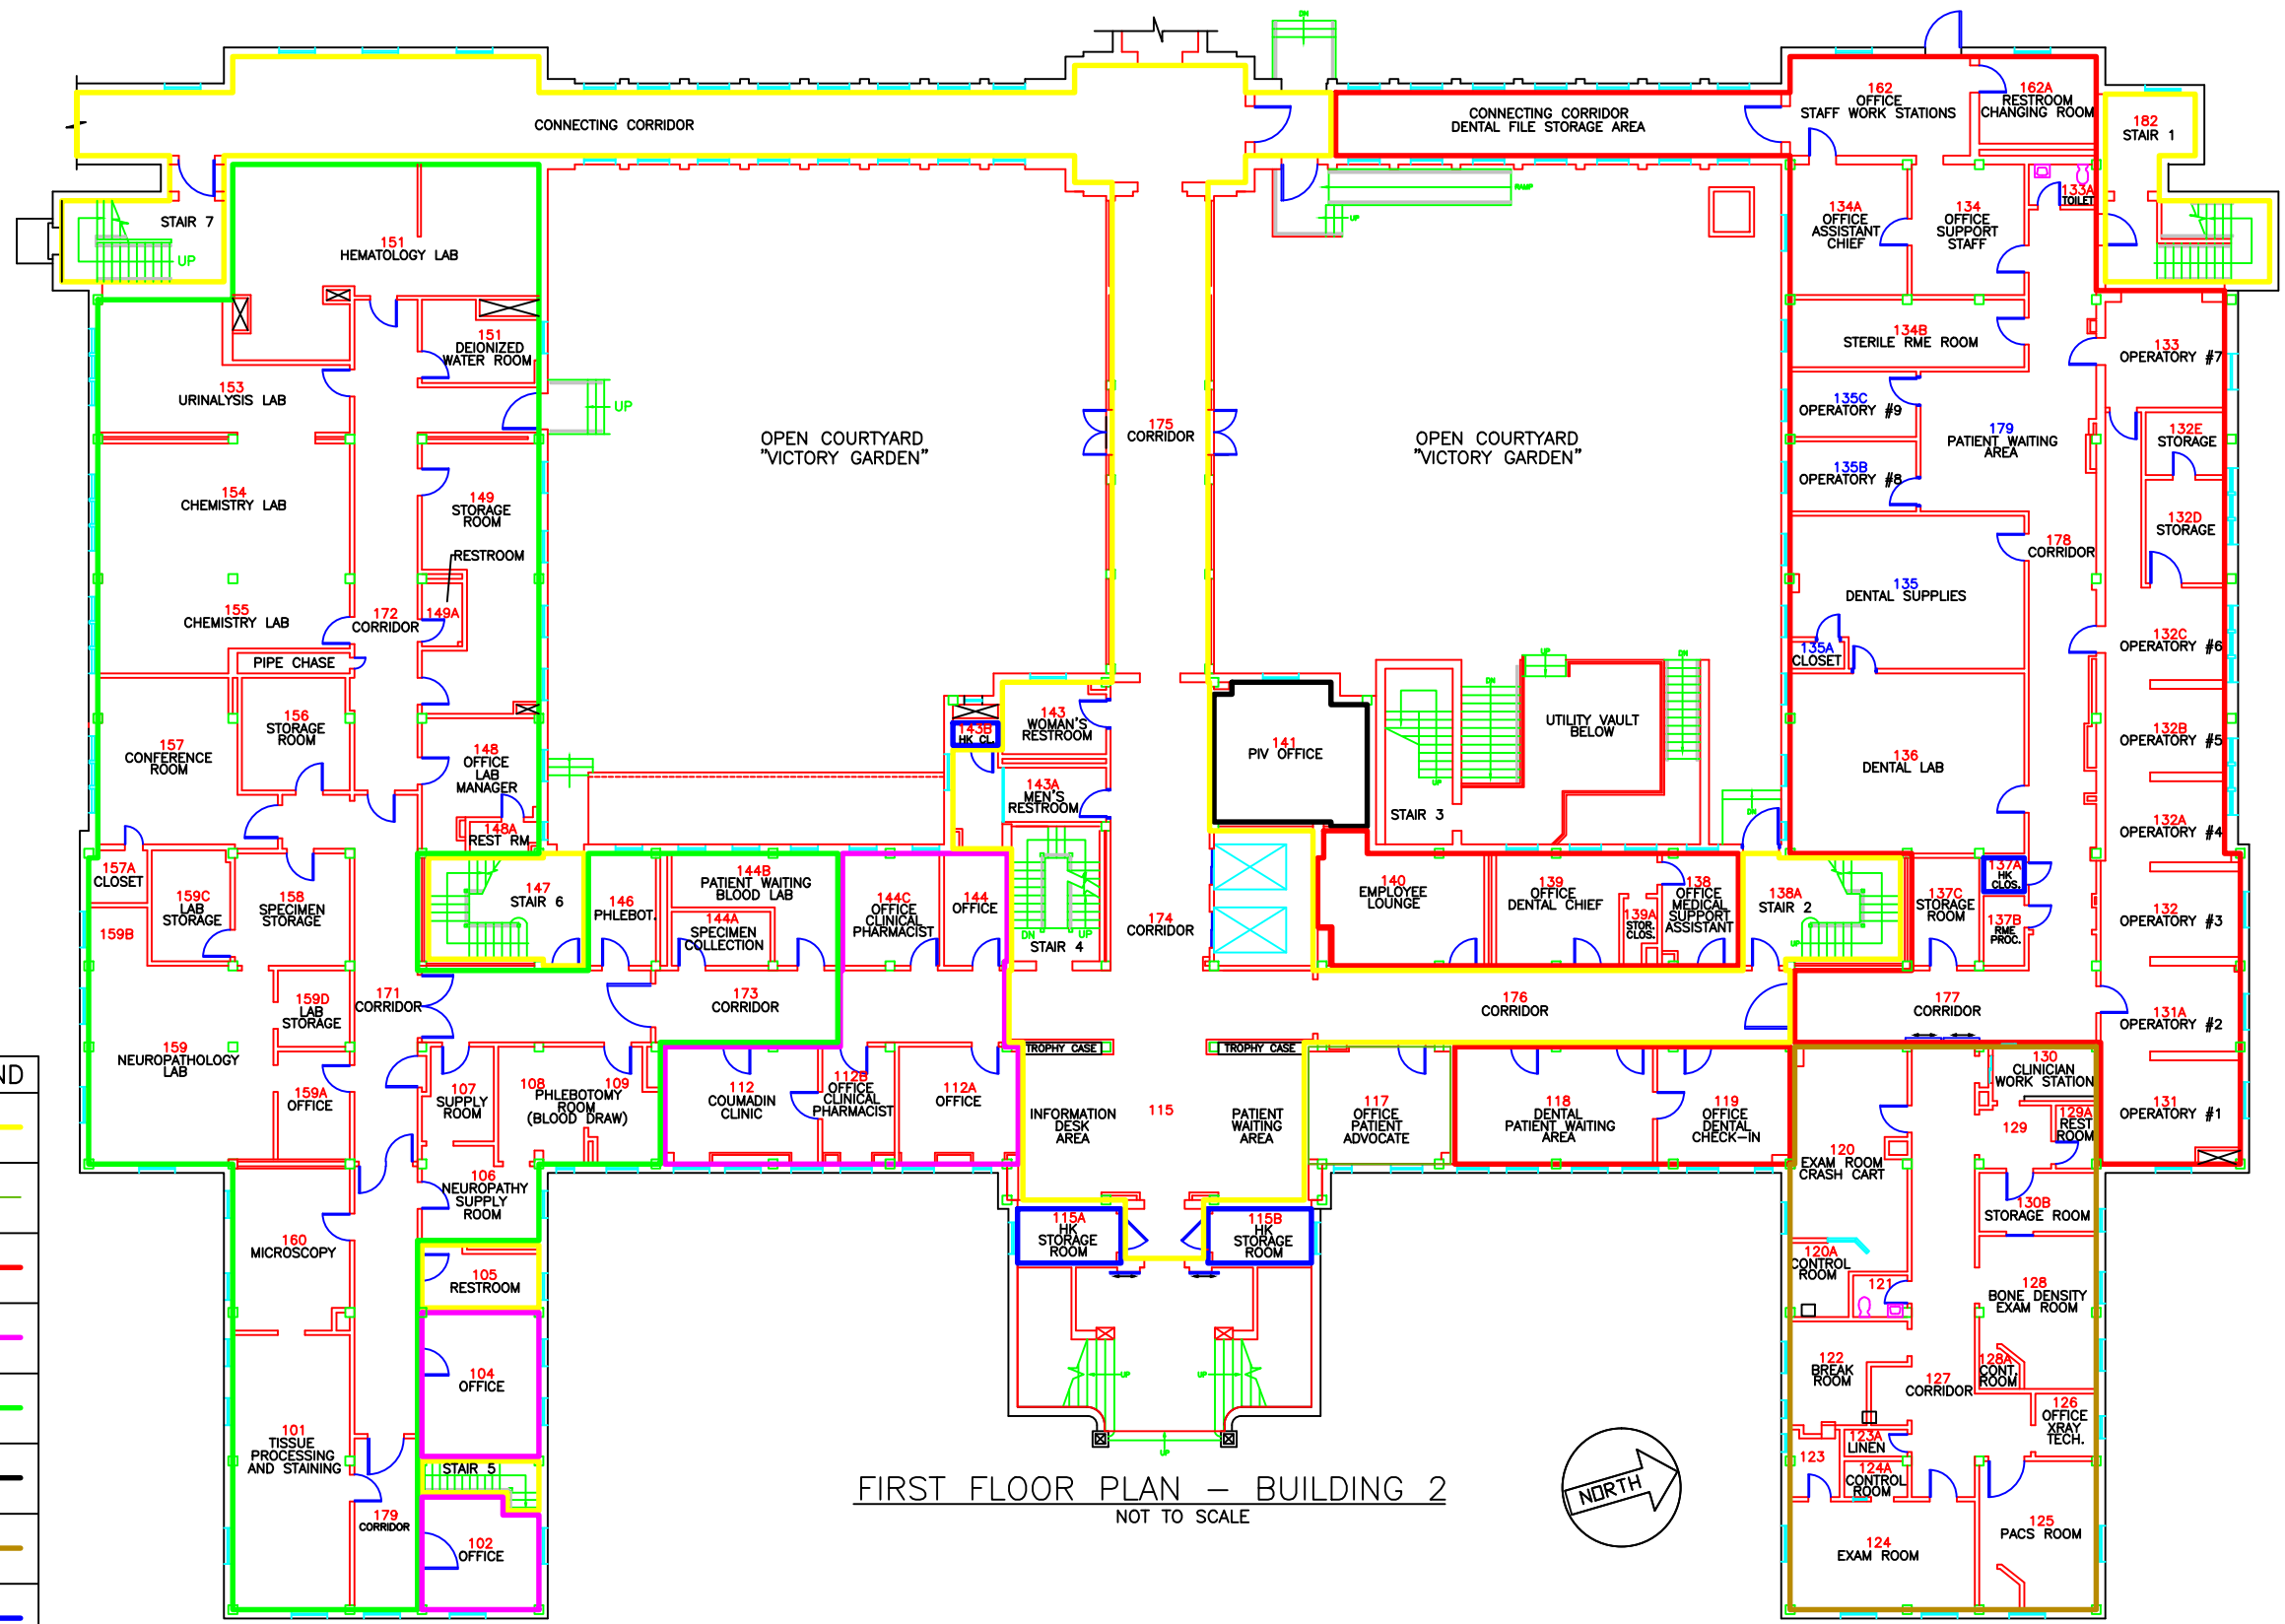 DN
CONNECTING CORRIDOR
CONNECTING CORRIDOR
DENTAL FILE STORAGE AREA
162
OFFICE
STAFF WORK STATIONS
162A
RESTROOM
CHANGING ROOM
182
STAIR 1
STAIR 7
UP
151
HEMATOLOGY LAB
RAMP
UP
134A
OFFICE
ASSISTANT
CHIEF
134
OFFICE
SUPPORT
STAFF
133A
TOILET
151
DEIONIZED
WATER ROOM
134B
STERILE RME ROOM
133
OPERATORY #7
153
URINALYSIS LAB
UP
OPEN COURTYARD
"VICTORY GARDEN"
175
CORRIDOR
OPEN COURTYARD
"VICTORY GARDEN"
135C
OPERATORY #9
179
PATIENT WAITING
AREA
132E
STORAGE
135B
OPERATORY #8
154
CHEMISTRY LAB
149
STORAGE
ROOM
RESTROOM
132D
STORAGE
178
CORRIDOR
155
CHEMISTRY LAB
172
CORRIDOR
149A
135
DENTAL SUPPLIES
135A
CLOSET
132C
OPERATORY #6
PIPE CHASE
157
CONFERENCE
ROOM
156
STORAGE
ROOM
148
OFFICE
LAB
MANAGER
148A
REST RM
143
WOMAN'S
RESTROOM
143B
HK CL.
143A
MEN'S
RESTROOM
141
PIV OFFICE
DN
UP
DN
UP
STAIR 3
UTILITY VAULT
BELOW
DN
136
DENTAL LAB
132B
OPERATORY #5
132A
OPERATORY #4
157A
CLOSET
159C
LAB
STORAGE
158
SPECIMEN
STORAGE
159B
147
STAIR 6
146
PHLEBOT.
144B
PATIENT WAITING
BLOOD LAB
144A
SPECIMEN
COLLECTION
144C
OFFICE
CLINICAL
PHARMACIST
144
OFFICE
DN
UP
STAIR 4
174
CORRIDOR
140
EMPLOYEE
LOUNGE
139
OFFICE
DENTAL CHIEF
139A
STOR.
CLOS.
138
OFFICE
MEDICAL
SUPPORT
ASSISTANT
138A
STAIR 2
UP
137C
STORAGE
ROOM
137A
HK
CLOS.
137B
RME
PROC.
132
OPERATORY #3
159D
LAB
STORAGE
171
CORRIDOR
173
CORRIDOR
176
CORRIDOR
177
CORRIDOR
131A
OPERATORY #2
159
NEUROPATHOLOGY
LAB
159A
OFFICE
107
SUPPLY
ROOM
108
109
PHLEBOTOMY
ROOM
(BLOOD DRAW)
112
COUMADIN
CLINIC
112B
OFFICE
CLINICAL
PHARMACIST
112A
OFFICE
TROPHY CASE
TROPHY CASE
INFORMATION
DESK
AREA
115
PATIENT
WAITING
AREA
117
OFFICE
PATIENT
ADVOCATE
118
DENTAL
PATIENT WAITING
AREA
119
OFFICE
DENTAL
CHECK-IN
120
EXAM ROOM
CRASH CART
130
CLINICIAN
WORK STATION
129
129A
REST
ROOM
131
OPERATORY #1
ND
106
NEUROPATHY
SUPPLY
ROOM
160
MICROSCOPY
105
RESTROOM
115A
HK
STORAGE
ROOM
115B
HK
STORAGE
ROOM
130B
STORAGE ROOM
120A
CONTROL
ROOM
121
128
BONE DENSITY
EXAM ROOM
104
OFFICE
UP
UP
UP
122
BREAK
ROOM
127
CORRIDOR
128A
CONT.
ROOM
126
OFFICE
XRAY
TECH.
101
TISSUE
PROCESSING
AND STAINING
STAIR 5
123
123A
LINEN
124A
CONTROL
ROOM
179
CORRIDOR
102
OFFICE
124
EXAM ROOM
125
PACS ROOM
FIRST FLOOR PLAN – BUILDING 2
NOT TO SCALE
NORTH